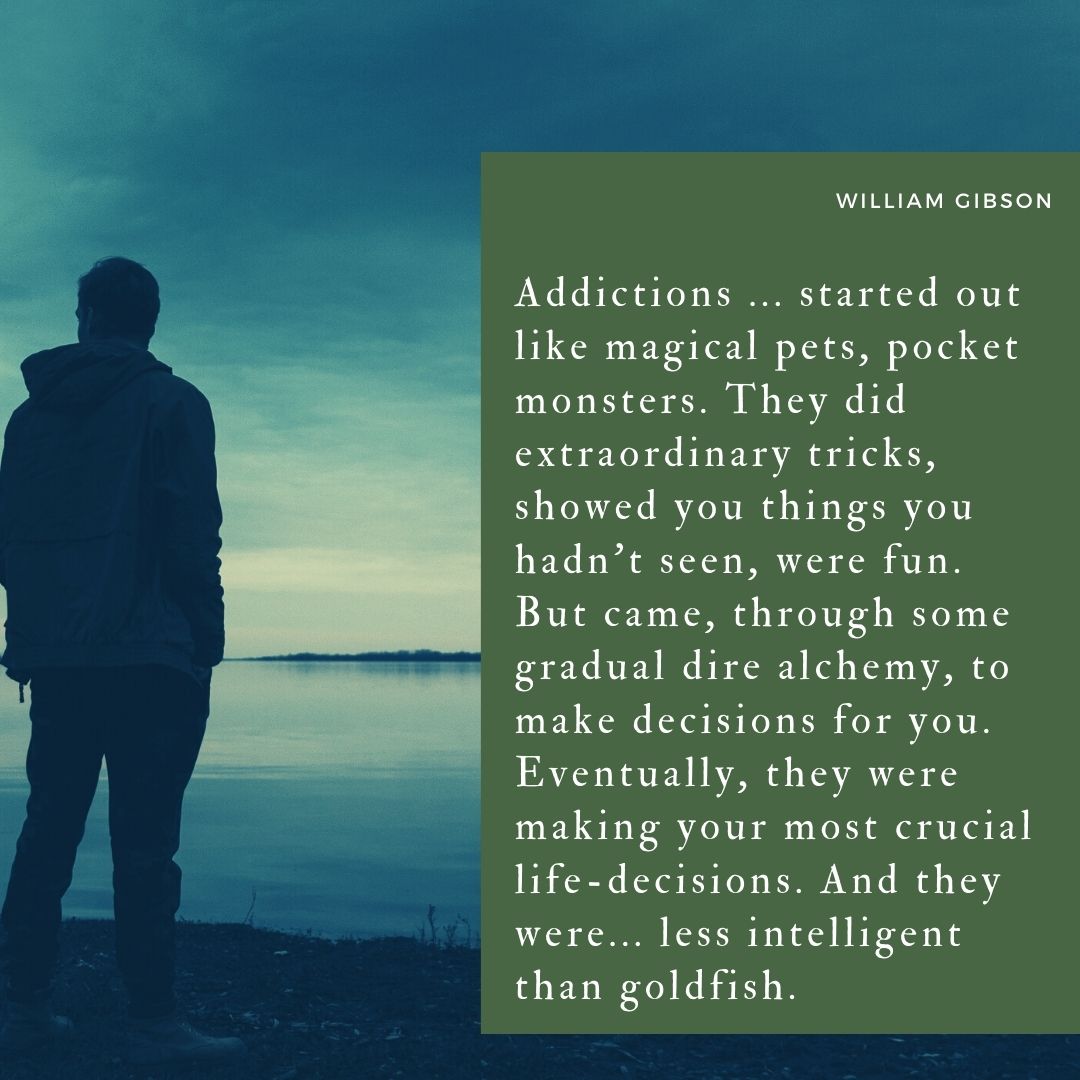 WILLIAM GIBSON
Addictions ... started out
like magical pets, pocket
monsters. They did
extraordinary tricks,
showed you things you
hadn’t seen, were fun.
But came, through some
gradual dire alchemy, to
make decisions for you.
Eventually, they were
making your most crucial
life-decisions. And they
were... less intelligent
than goldfish.